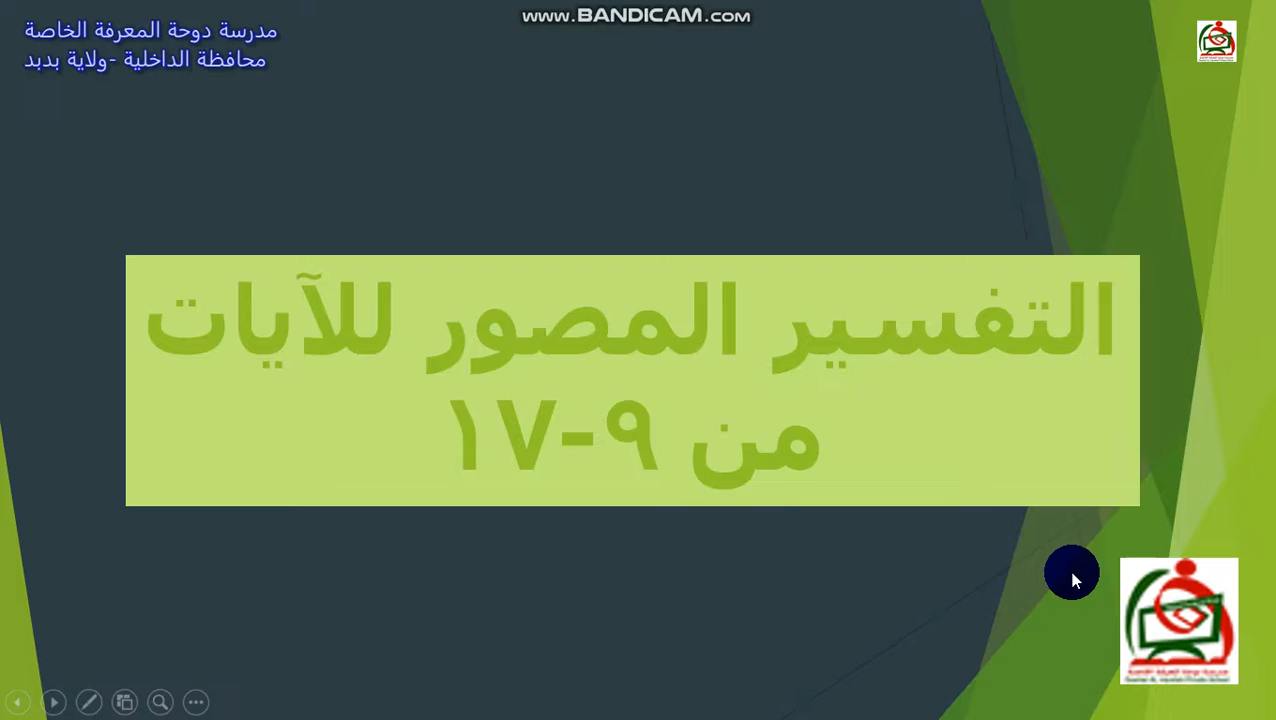 مدرسة دوحة المعرفة الخاصة
محافظة الداخلية -ولاية بدبد
www.BANDICAM.com
التفسير المصور للآيات
من ٩-١٧